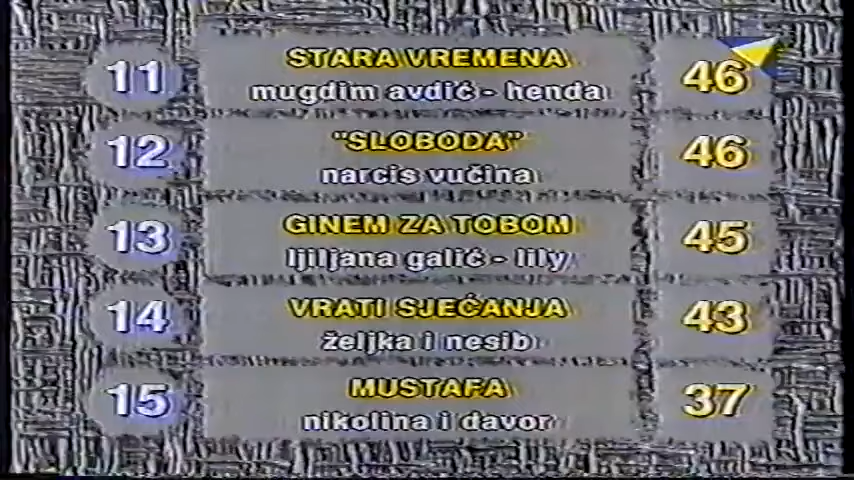 11
STARA VREMENA
mugdim avdić - henda
46
12
"SLOBODA"
narcis vučina
46
13
GINEM ZA TOBOM
ljiljana galić - lily
45
14
VRATI SJEĆANJA
željka i nesib
43
15
MUSTAFA
nikolina i davor
37